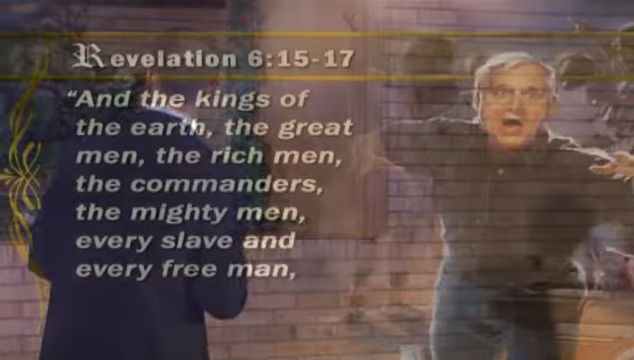 Revelation 6:15-17
“And the kings of
the earth, the great
men, the rich men,
the commanders,
the mighty men,
every slave and
every free man,